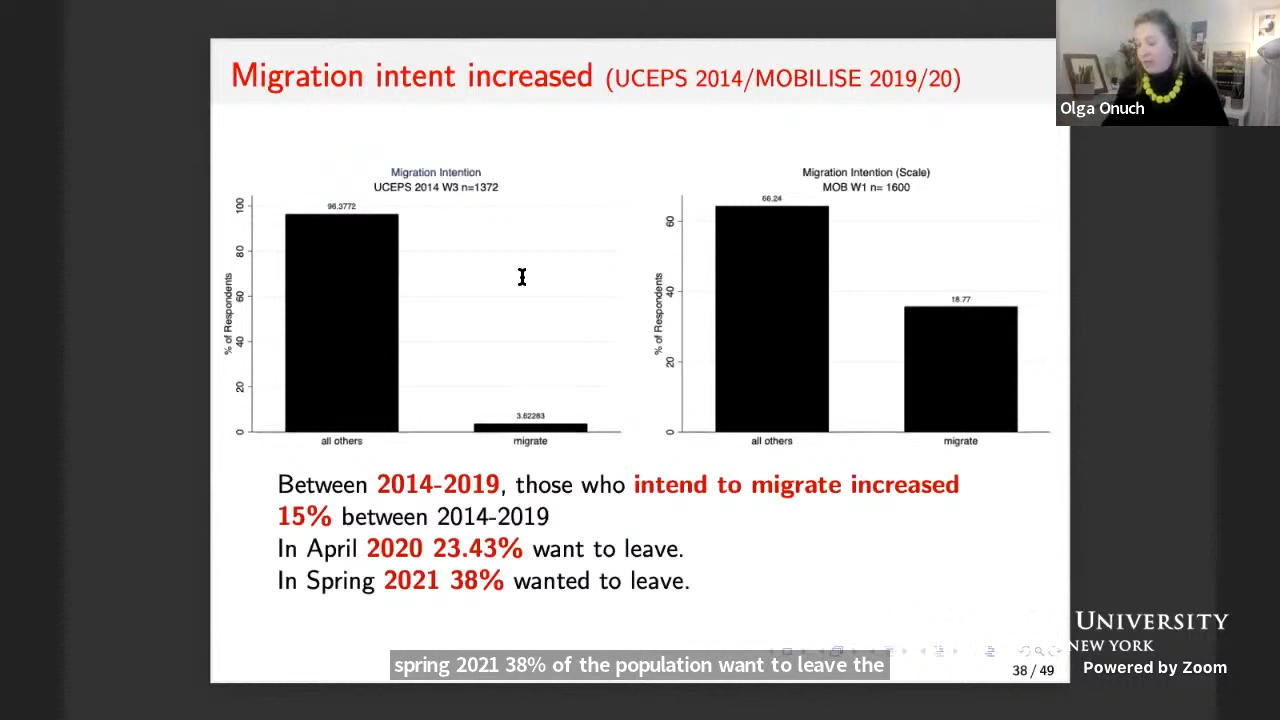 Migration intent increased (UCEPS 2014/MOBILISE 2019/20)
Olga Onuch
Migration Intention
UCEPS 2014 W3 n=1372
% of Respondents
100
80
60
40
20
0
96.3772
3.62283
all others
migrate
Migration Intention (Scale)
MOB W1 n= 1600
% of Respondents
60
40
20
0
66.24
18.77
all others
migrate
Between 2014-2019, those who intend to migrate increased
15% between 2014-2019
In April 2020 23.43% want to leave.
In Spring 2021 38% wanted to leave.
spring 2021 38% of the population want to leave the
38 / 49
UNIVERSITY
NEW YORK
Powered by Zoom